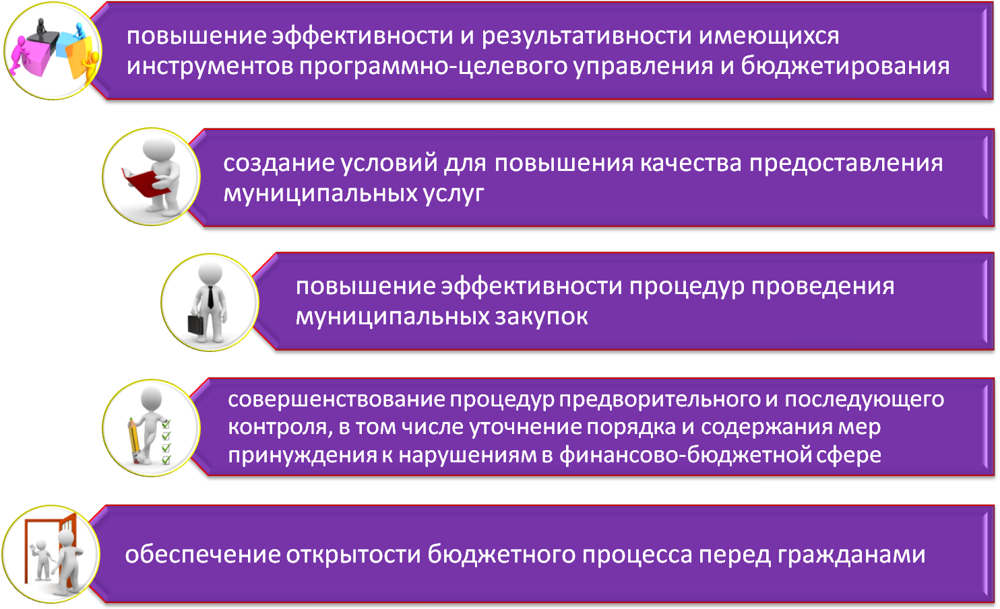 повышение эффективности и результативности имеющихся
инструментов программно-целевого управления и бюджетирования
создание условий для повышения качества предоставления
муниципальных услуг
повышение эффективности процедур проведения
муниципальных закупок
совершенствование процедур предворительного и последующего
контроля, в том числе уточнение порядка и содержания мер
принуждения к нарушениям в финансово-бюджетной сфере
обеспечение открытости бюджетного процесса перед гражданами